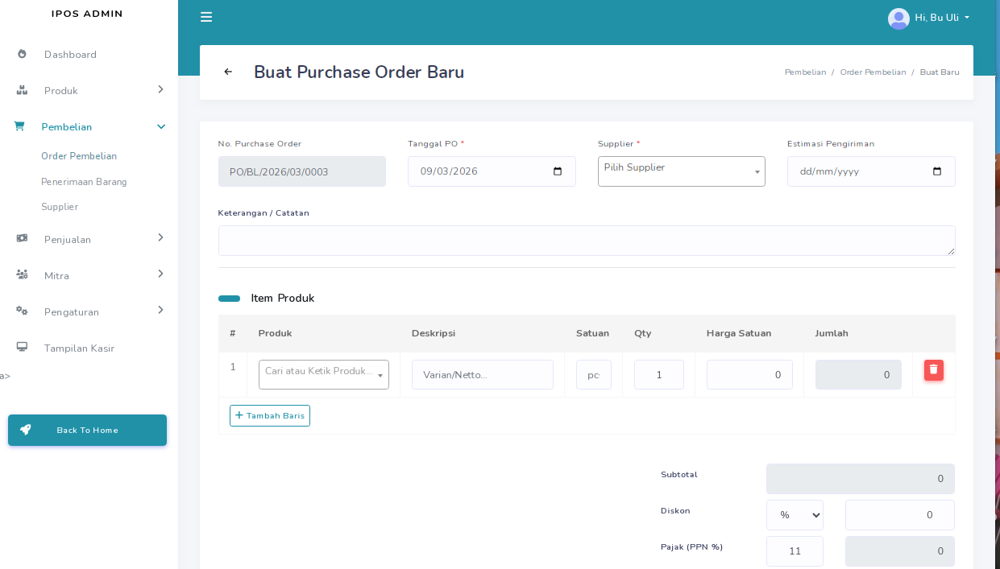 IPOS ADMIN
Hi, Bu Uli
Dashboard
Produk
Pembelian
Order Pembelian
Penerimaan Barang
Supplier
Penjualan
Mitra
Pengaturan
Tampilan Kasir
a>
Back To Home
Buat Purchase Order Baru
Pembelian / Order Pembelian / Buat Baru
No. Purchase Order Tanggal PO * Supplier * Estimasi Pengiriman
PO/BL/2026/03/0003 09/03/2026 Pilih Supplier dd/mm/yyyy
Keterangan / Catatan
Item Produk
# Produk Deskripsi Satuan Qty Harga Satuan Jumlah
1 Cari atau Ketik Produk... Varian/Netto... pcs 1 0 0
+ Tambah Baris
Subtotal 0
Diskon % 0
Pajak (PPN %) 11 0